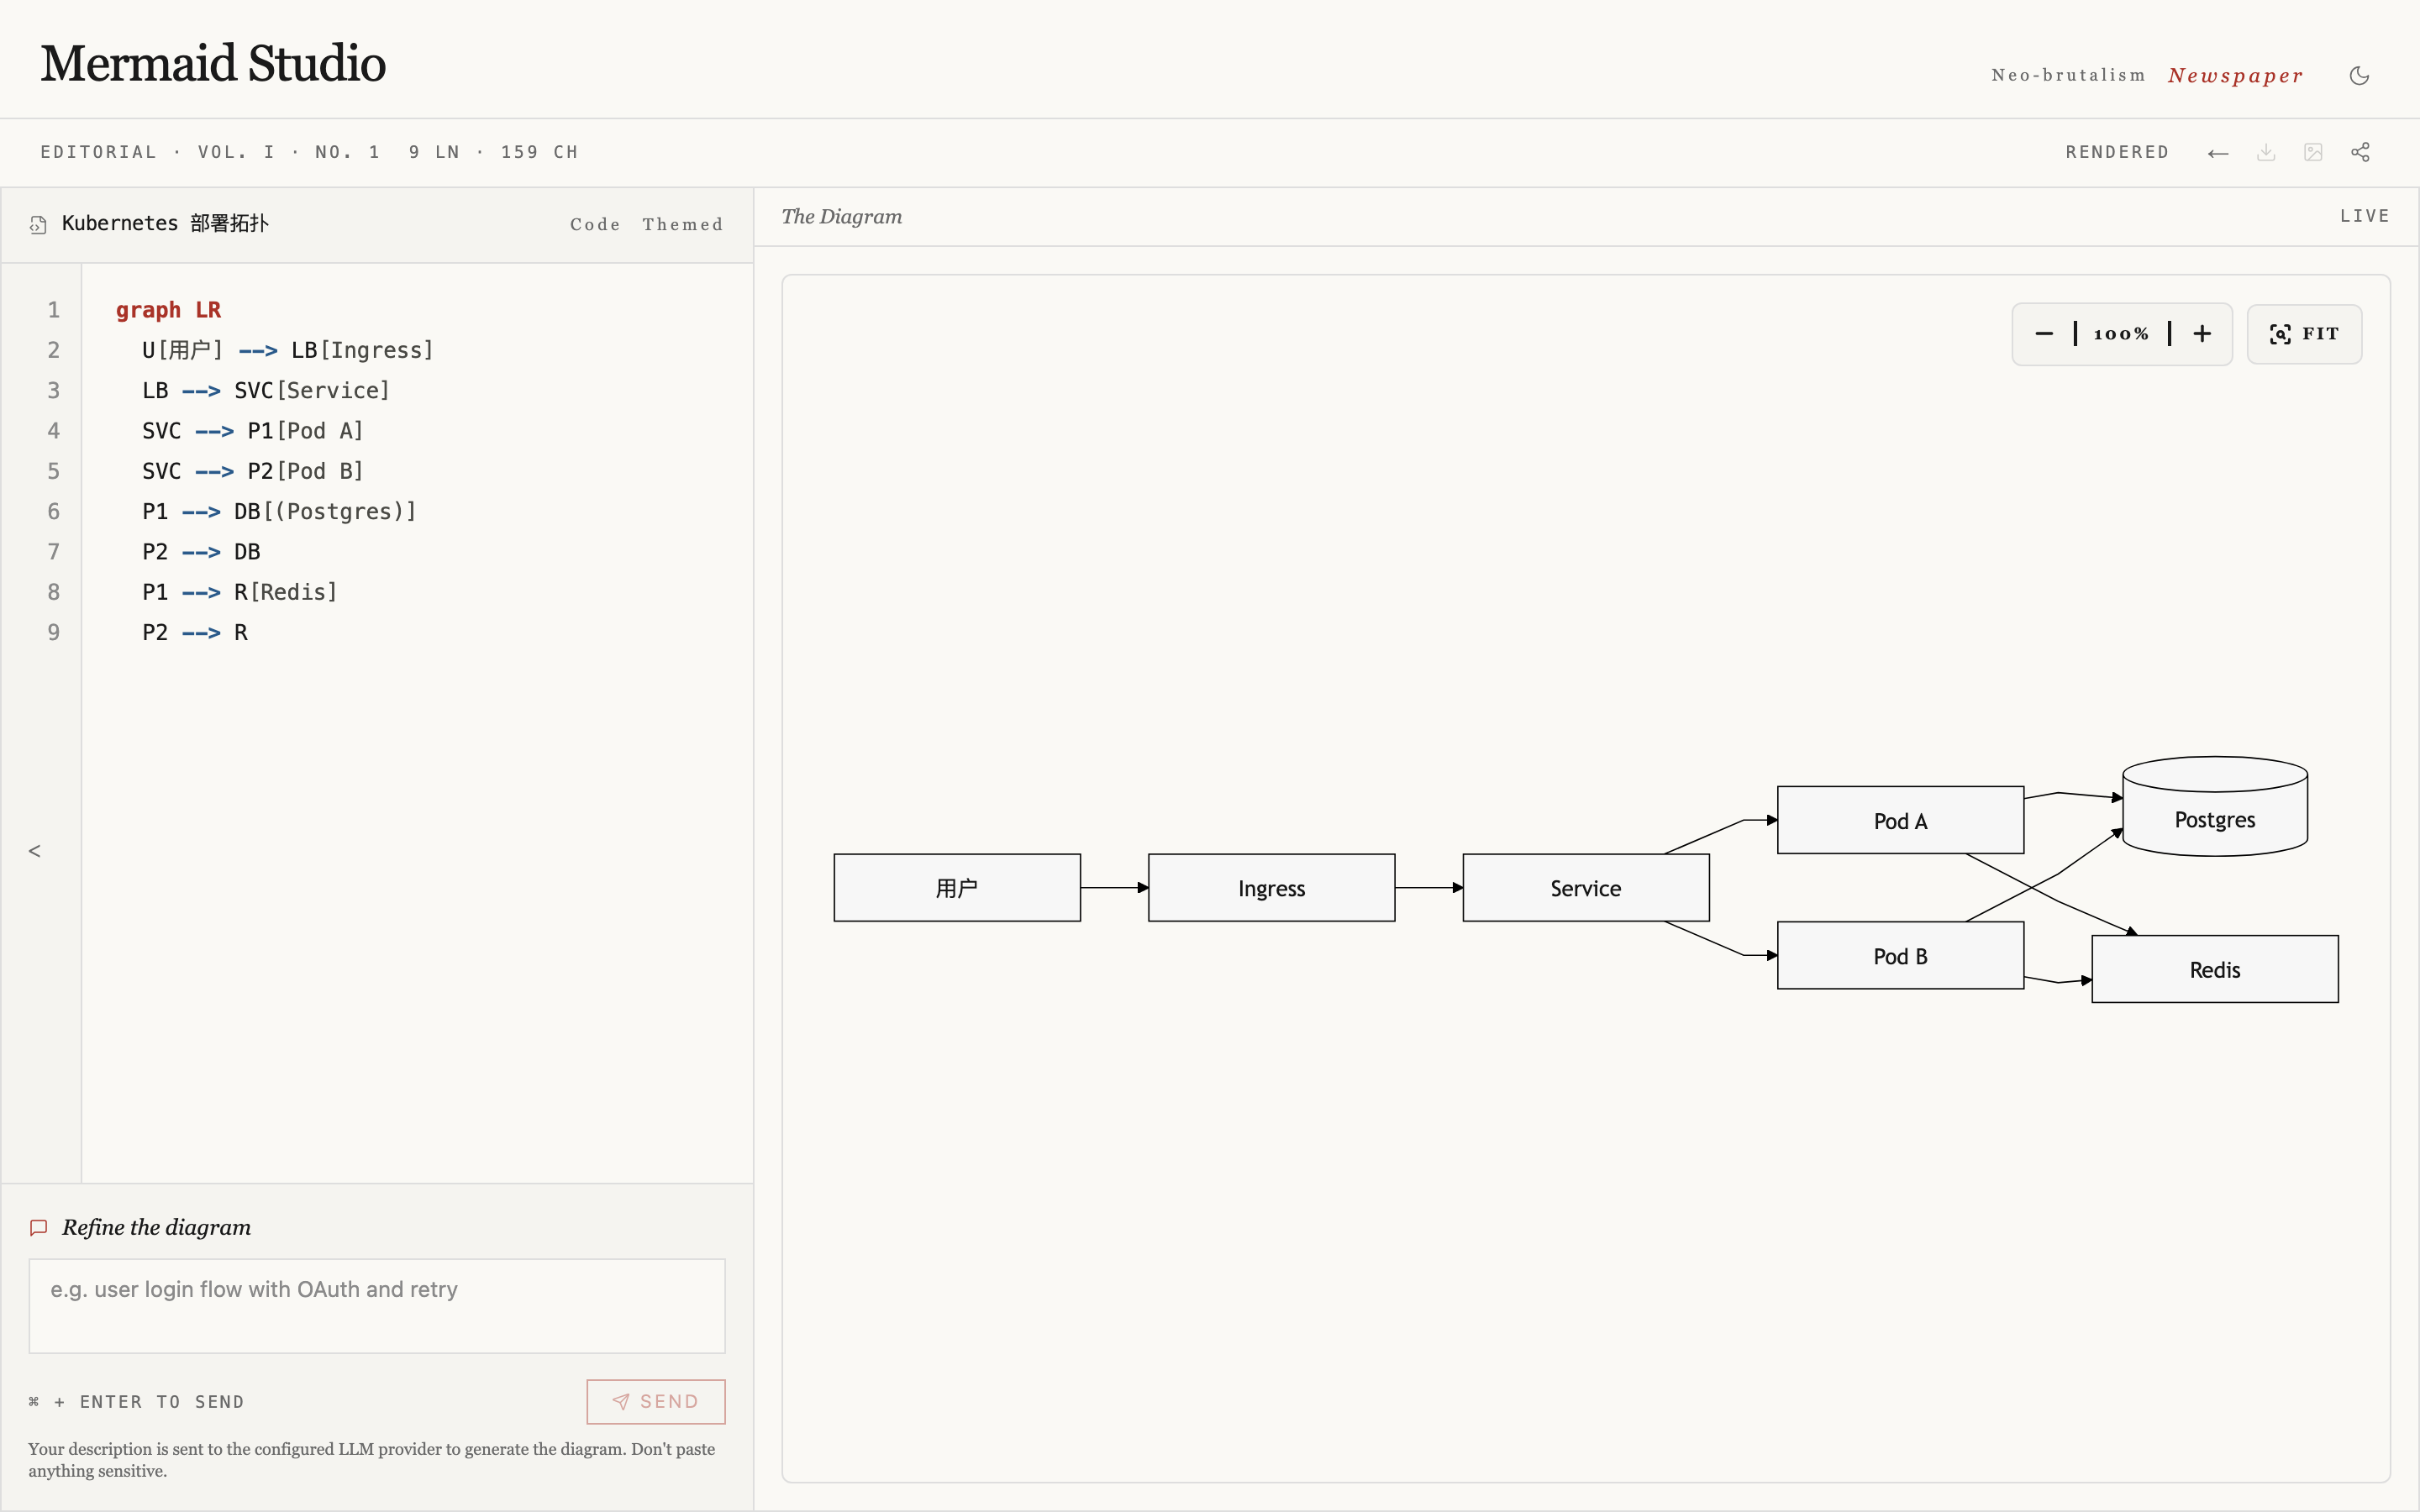 Mermaid Studio
Neo-brutalism Newspaper
EDITORIAL · VOL. I · NO. 1 9 LN · 159 CH
RENDERED
Kubernetes 部署拓扑
Code Themed
1 graph LR
2 U[用户] --> LB[Ingress]
3 LB --> SVC[Service]
4 SVC --> P1[Pod A]
5 SVC --> P2[Pod B]
6 P1 --> DB[(Postgres)]
7 P2 --> DB
8 P1 --> R[Redis]
9 P2 --> R
<
Refine the diagram
e.g. user login flow with OAuth and retry
⌘ + ENTER TO SEND
SEND
Your description is sent to the configured LLM provider to generate the diagram. Don't paste
anything sensitive.
The Diagram
LIVE
− | 100% | +
FIT
用户
Ingress
Service
Pod A
Pod B
Postgres
Redis